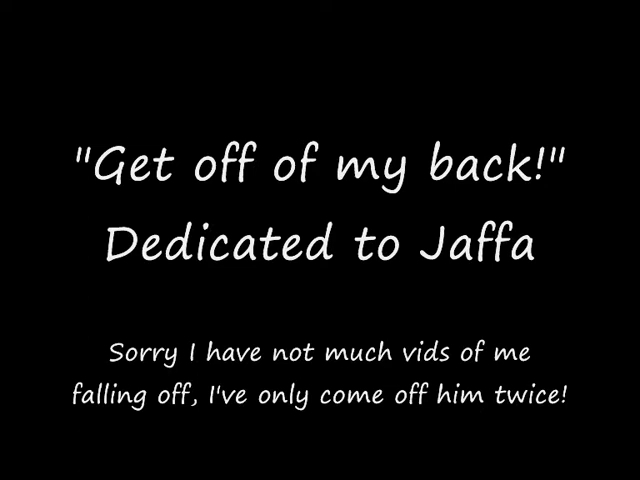 "Get off of my back!"
Dedicated to Jaffa
Sorry I have not much vids of me
falling off, I've only come off him twice!